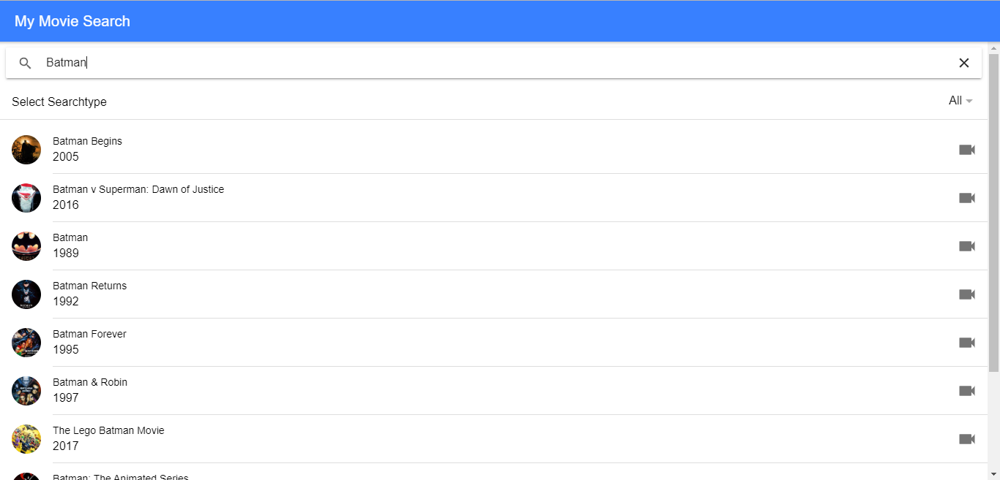 My Movie Search
Batman
Select Searchtype
All
Batman Begins
2005
Batman v Superman: Dawn of Justice
2016
Batman
1989
Batman Returns
1992
Batman Forever
1995
Batman & Robin
1997
The Lego Batman Movie
2017
Batman: The Animated Series